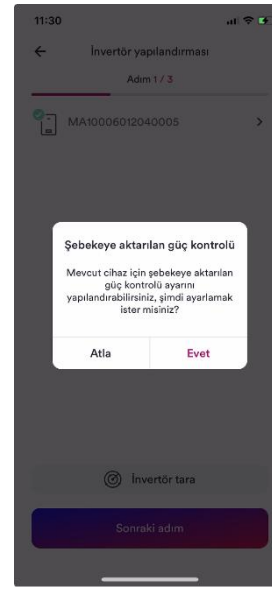 11:30
İnvertör yapılandırması
Adım 1 / 3
MA10006012040005
Şebekeye aktarılan güç kontrolü
Mevcut cihaz için şebekeye aktarılan
güç kontrolü ayarını
yapılandırabilirsiniz, şimdi ayarlamak
ister misiniz?
Atla Evet
İnvertör tara
Sonraki adım